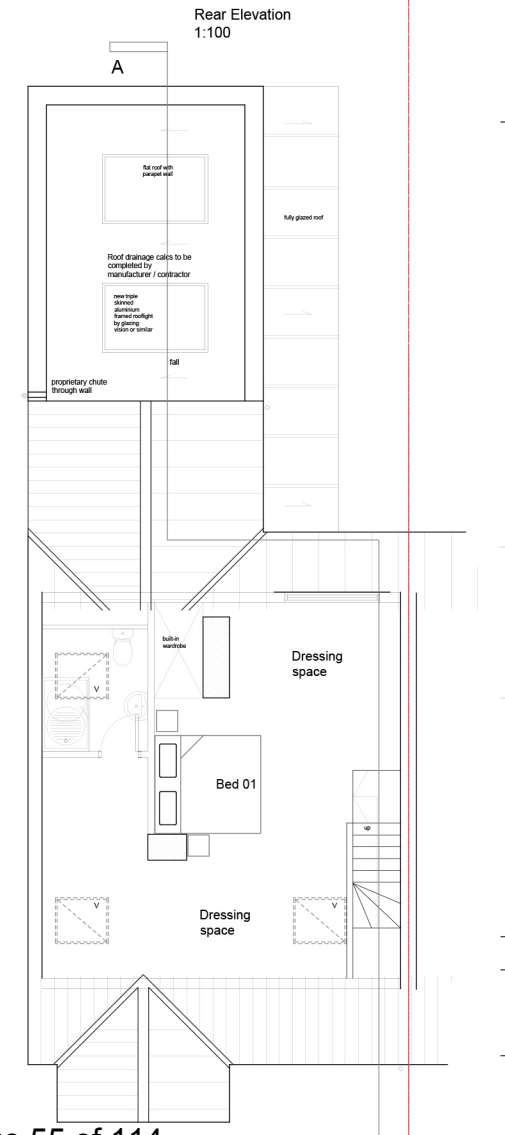 Rear Elevation
1:100
A
flat roof with
parapet wall
fully glazed roof
Roof drainage calcs to be
completed by
manufacturer / contractor
new triple
skinned
aluminium
framed rooflight
by glazing
vision or similar
fall
proprietary chute
through wall
built-in
wardrobe
Dressing
space
V
Bed 01
up
V
V
Dressing
space
55 of 114